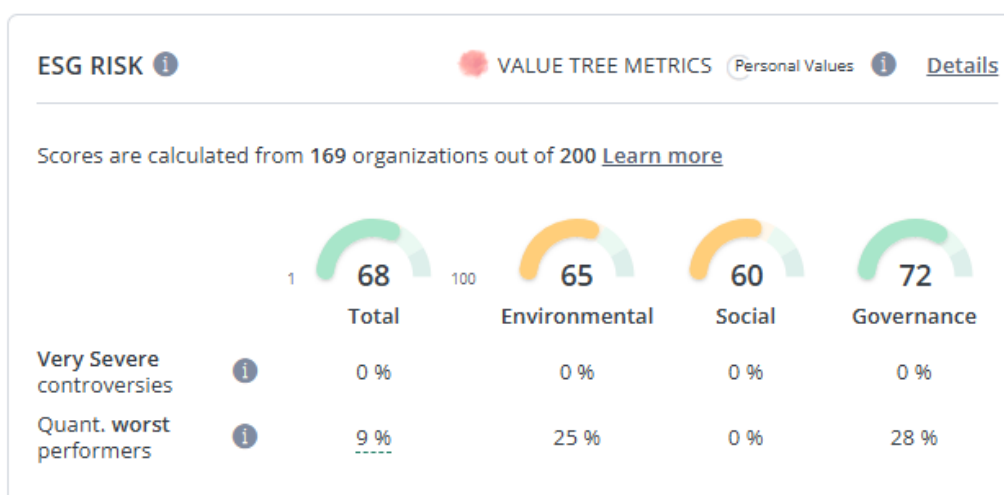 ESG RISK i VALUE TREE METRICS Personal Values i Details
Scores are calculated from 169 organizations out of 200 Learn more
1 68 100 65 60 72
Total Environmental Social Governance
Very Severe
controversies i 0 % 0 % 0 % 0 %
Quant. worst
performers i 9 % 25 % 0 % 28 %